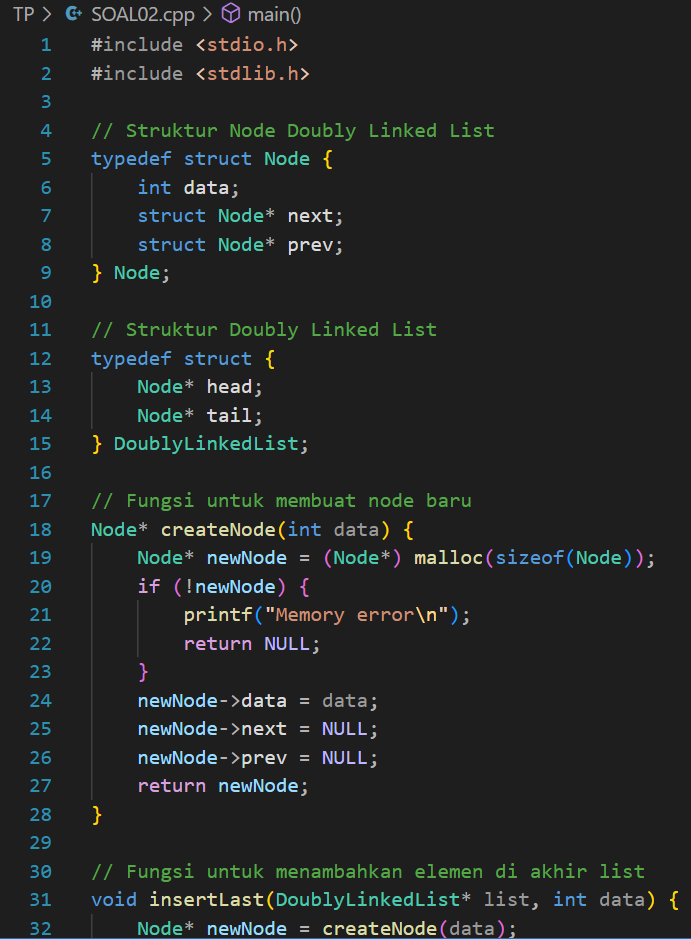 TP > SOAL02.cpp > main()
1 #include <stdio.h>
2 #include <stdlib.h>
3
4 // Struktur Node Doubly Linked List
5 typedef struct Node {
6     int data;
7     struct Node* next;
8     struct Node* prev;
9 } Node;
10
11 // Struktur Doubly Linked List
12 typedef struct {
13     Node* head;
14     Node* tail;
15 } DoublyLinkedList;
16
17 // Fungsi untuk membuat node baru
18 Node* createNode(int data) {
19     Node* newNode = (Node*) malloc(sizeof(Node));
20     if (!newNode) {
21         printf("Memory error\n");
22         return NULL;
23     }
24     newNode->data = data;
25     newNode->next = NULL;
26     newNode->prev = NULL;
27     return newNode;
28 }
29
30 // Fungsi untuk menambahkan elemen di akhir list
31 void insertLast(DoublyLinkedList* list, int data) {
32     Node* newNode = createNode(data);